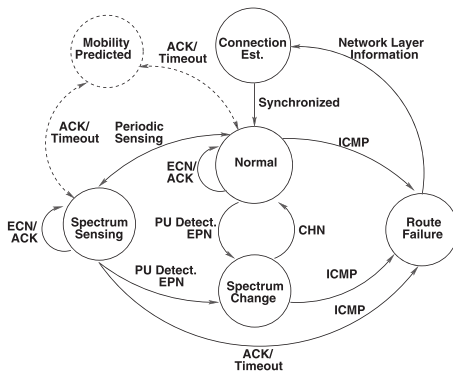 Mobility
Predicted
ACK/
Timeout
Connection
Est.
Network Layer
Information
Synchronized
ACK/
Timeout
Periodic
Sensing
ECN/
ACK
Normal
ICMP
ECN/
ACK
Spectrum
Sensing
PU Detect.
EPN
CHN
Route
Failure
PU Detect.
EPN
Spectrum
Change
ICMP
ICMP
ACK/
Timeout